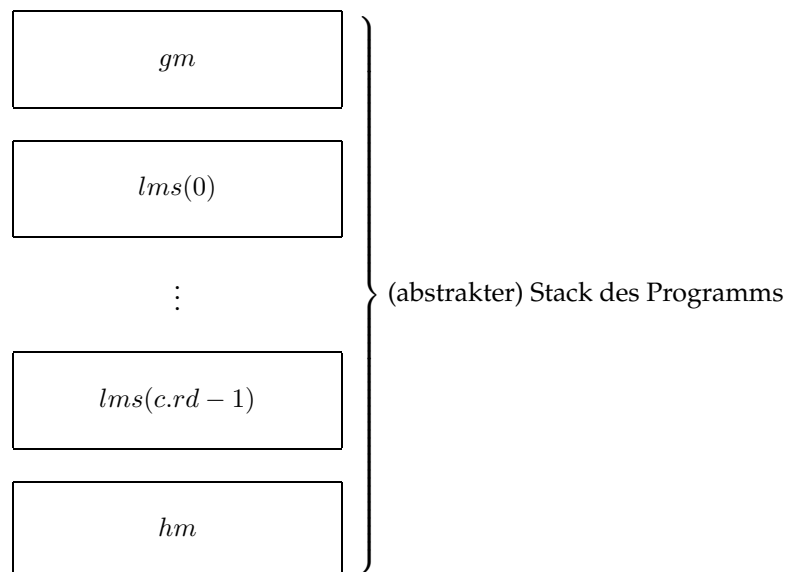 gm
lms(0)
⋮
(abstrakter) Stack des Programms
lms(c.rd − 1)
hm